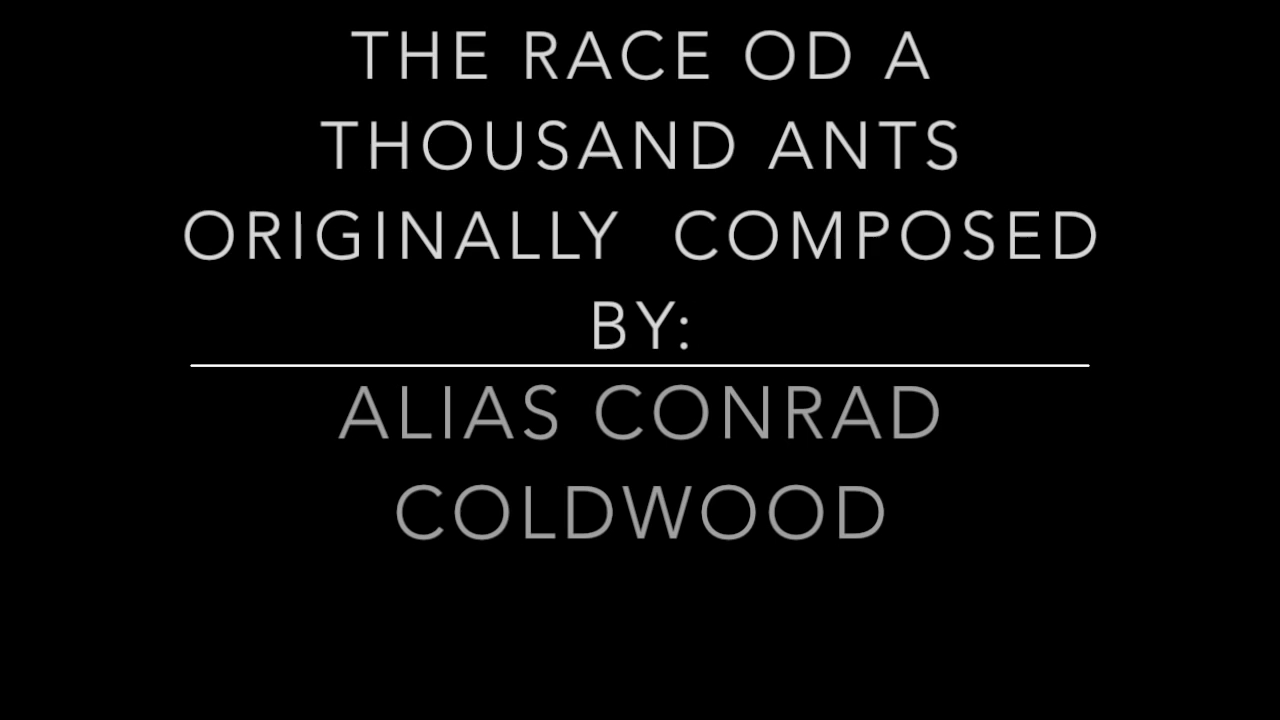 THE RACE OD A
THOUSAND ANTS
ORIGINALLY  COMPOSED
BY:
ALIAS CONRAD
COLDWOOD